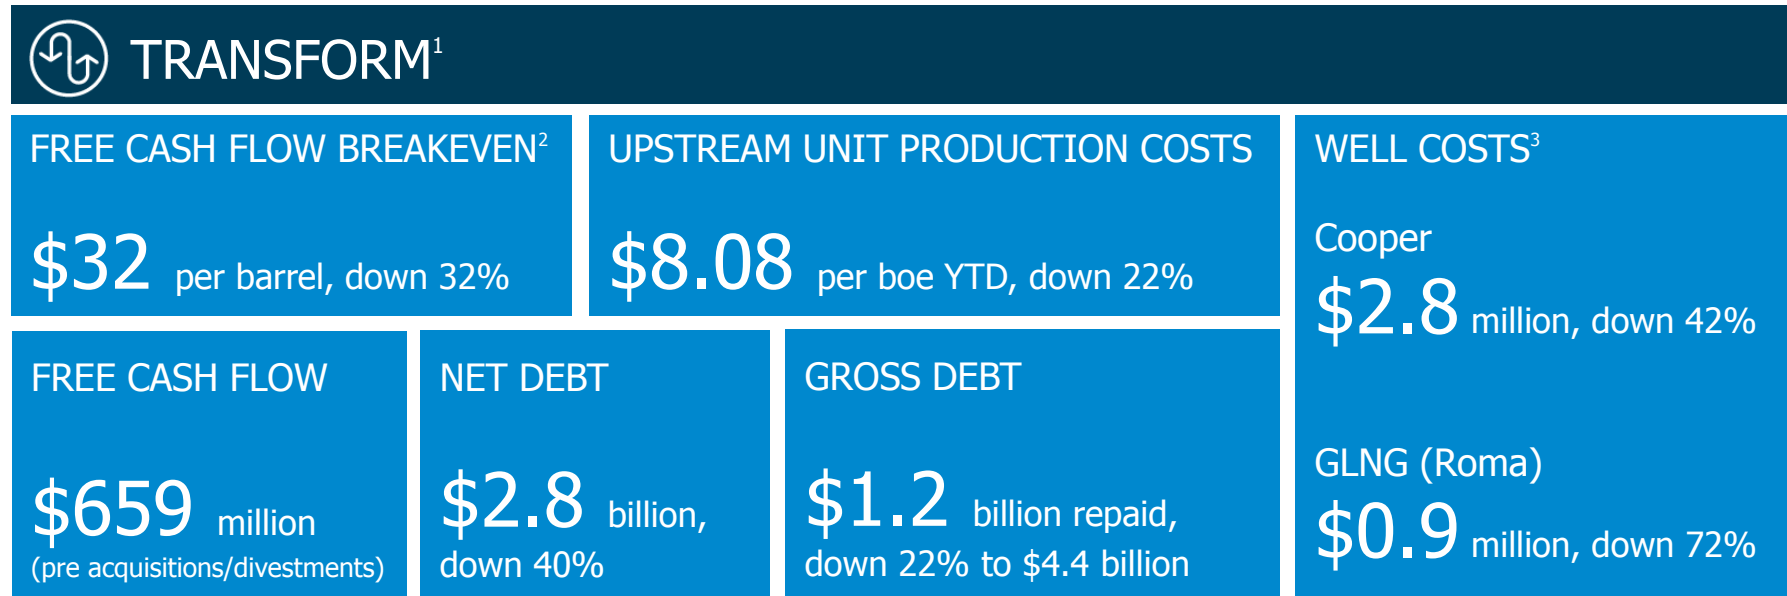 TRANSFORM¹
FREE CASH FLOW BREAKEVEN²
$32 per barrel, down 32%
UPSTREAM UNIT PRODUCTION COSTS
$8.08 per boe YTD, down 22%
WELL COSTS³
Cooper
$2.8 million, down 42%
GLNG (Roma)
$0.9 million, down 72%
FREE CASH FLOW
$659 million
(pre acquisitions/divestments)
NET DEBT
$2.8 billion,
down 40%
GROSS DEBT
$1.2 billion repaid,
down 22% to $4.4 billion